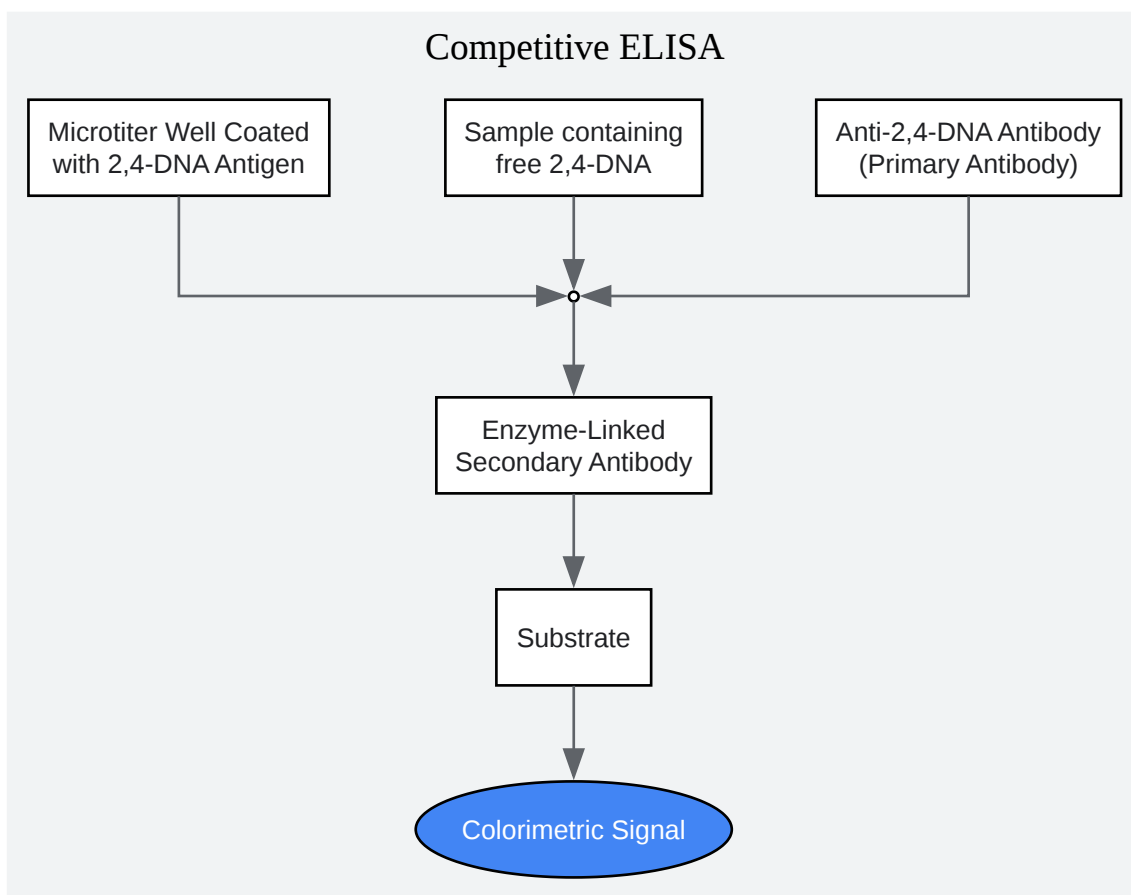 Competitive ELISA
Microtiter Well Coated
with 2,4-DNA Antigen
Sample containing
free 2,4-DNA
Anti-2,4-DNA Antibody
(Primary Antibody)
Enzyme-Linked
Secondary Antibody
Substrate
Colorimetric Signal